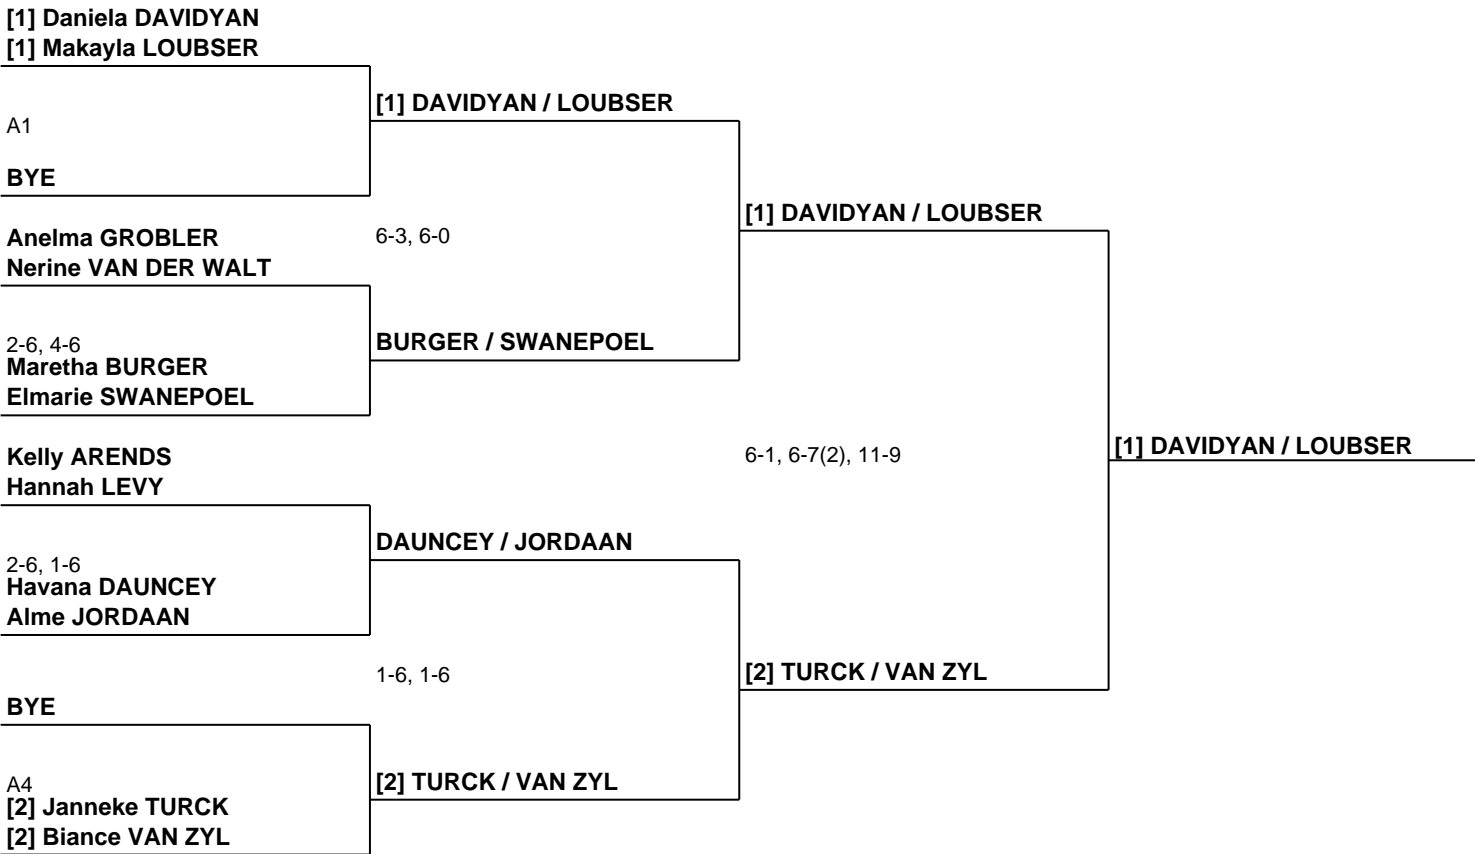 [1] Daniela DAVIDYAN
[1] Makayla LOUBSER
[1] DAVIDYAN / LOUBSER
A1
BYE
[1] DAVIDYAN / LOUBSER
Anelma GROBLER
Nerine VAN DER WALT
6-3, 6-0
2-6, 4-6
Maretha BURGER
Elmarie SWANEPOEL
BURGER / SWANEPOEL
Kelly ARENDS
Hannah LEVY
6-1, 6-7(2), 11-9
[1] DAVIDYAN / LOUBSER
DAUNCEY / JORDAAN
2-6, 1-6
Havana DAUNCEY
Alme JORDAAN
1-6, 1-6
[2] TURCK / VAN ZYL
BYE
A4
[2] Janneke TURCK
[2] Biance VAN ZYL
[2] TURCK / VAN ZYL